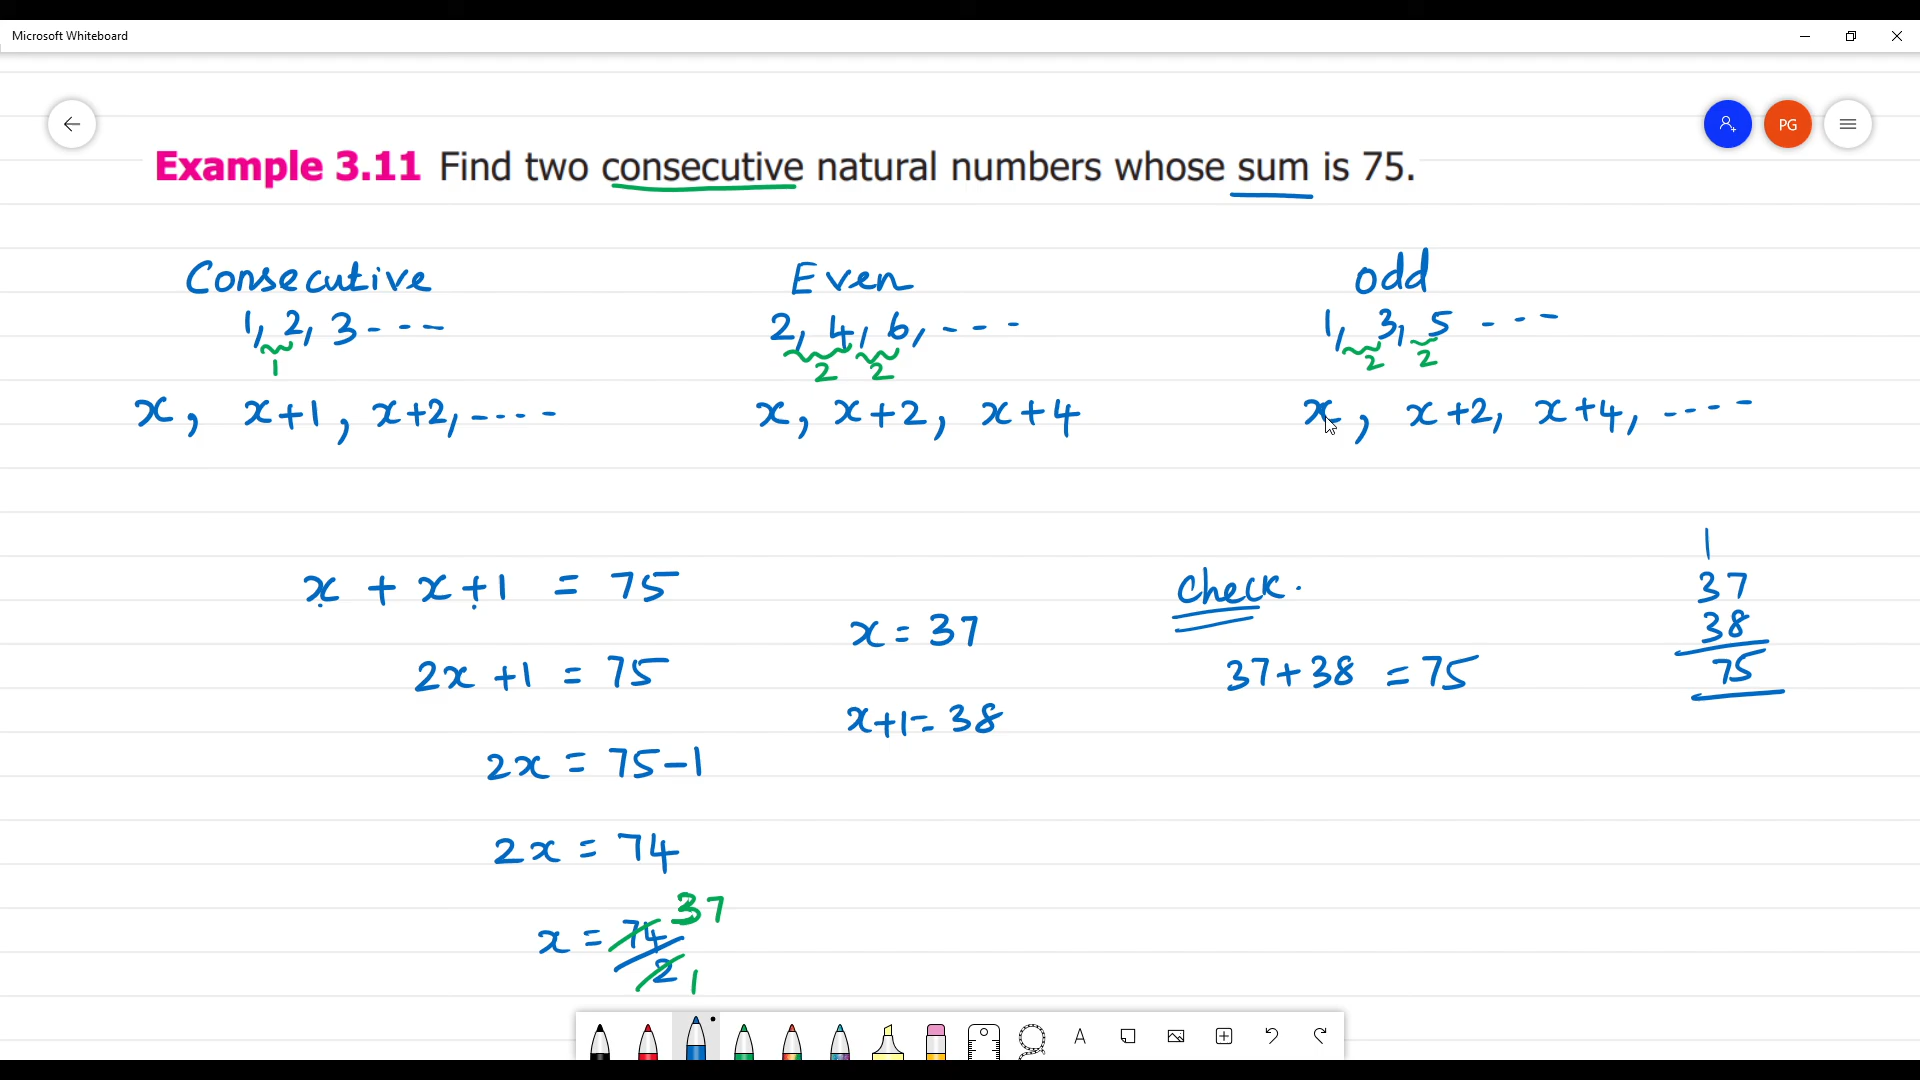 Microsoft Whiteboard
PG
Example 3.11 Find two consecutive natural numbers whose sum is 75.
Consecutive
1, 2, 3 - - -
1
x, x+1, x+2, - - - -
Even
2, 4, 6, - - -
2 2
x, x+2, x+4
odd
1, 3, 5 - - -
2 2
x, x+2, x+4, - - - -
x + x+1 = 75
2x +1 = 75
2x = 75-1
2x = 74
x = 74/2 37
1
x = 37
x+1 = 38
Check.
37+38 = 75
1
37
38
75
A